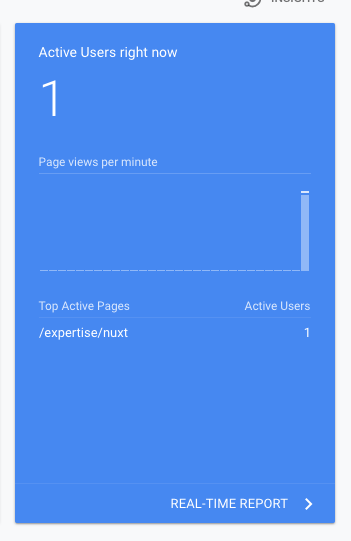 INSIGHTS
Active Users right now
1
Page views per minute
Top Active Pages Active Users
/expertise/nuxt 1
REAL-TIME REPORT